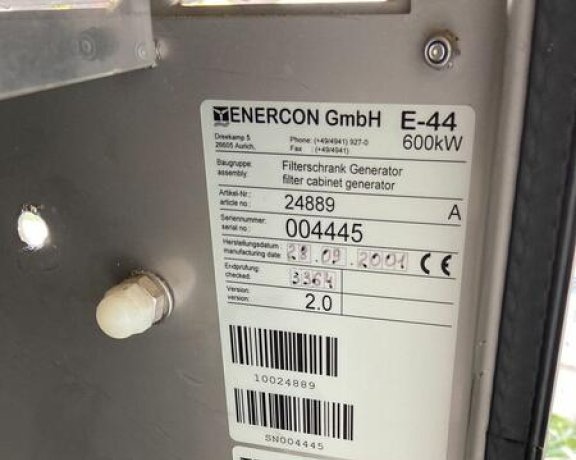 ENERCON GmbH E-44
Dreekamp 5 Phone: (+49/4941) 927-0 600kW
26605 Aurich, Fax : (+49/4941)
Baugruppe: Filterschrank Generator
assembly: filter cabinet generator
Artikel-Nr.:
article no.: 24889 A
Seriennummer:
serial no.: 004445
Herstellungsdatum:
manufacturing date: 28.09.2001 CE
Endprüfung:
checked: 3364
Version:
version: 2.0
10024889
SN004445